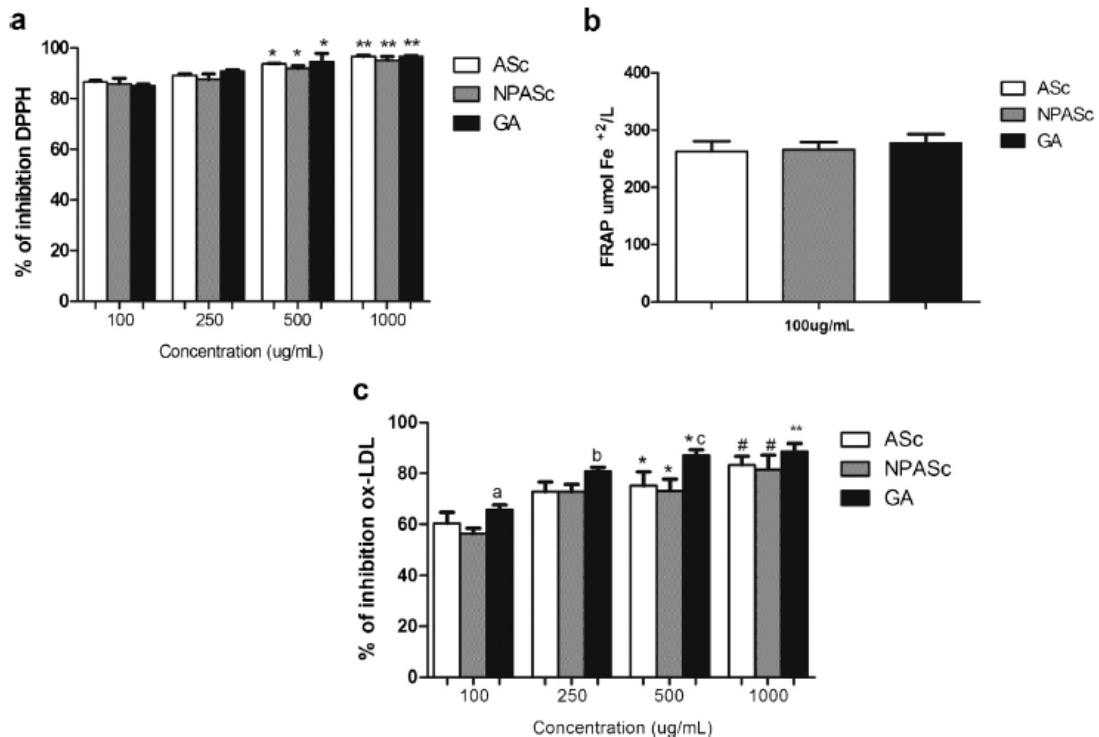 a
% of inhibition DPPH
100
80
60
40
20
0
* * * ** ** **
ASc
NPASc
GA
100 250 500 1000
Concentration (ug/mL)
b
FRAP umol Fe +2/L
400
300
200
100
0
ASc
NPASc
GA
100ug/mL
c
% of inhibition ox-LDL
100
80
60
40
20
0
a b * * *c # # **
ASc
NPASc
GA
100 250 500 1000
Concentration (ug/mL)